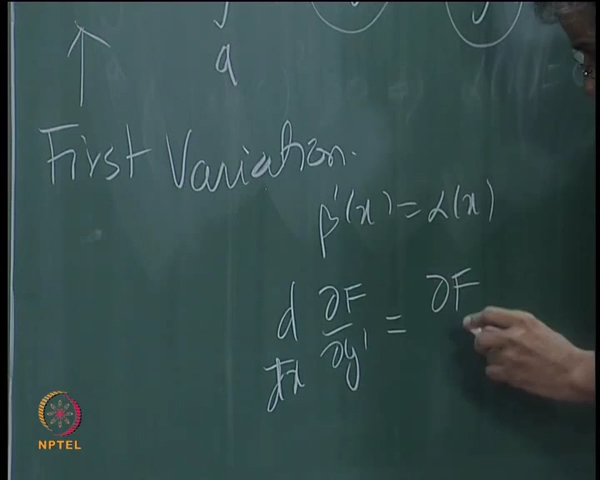 a
First Variation.
β'(x) = α(x)
d/dx ∂F/∂y' = ∂F
NPTEL